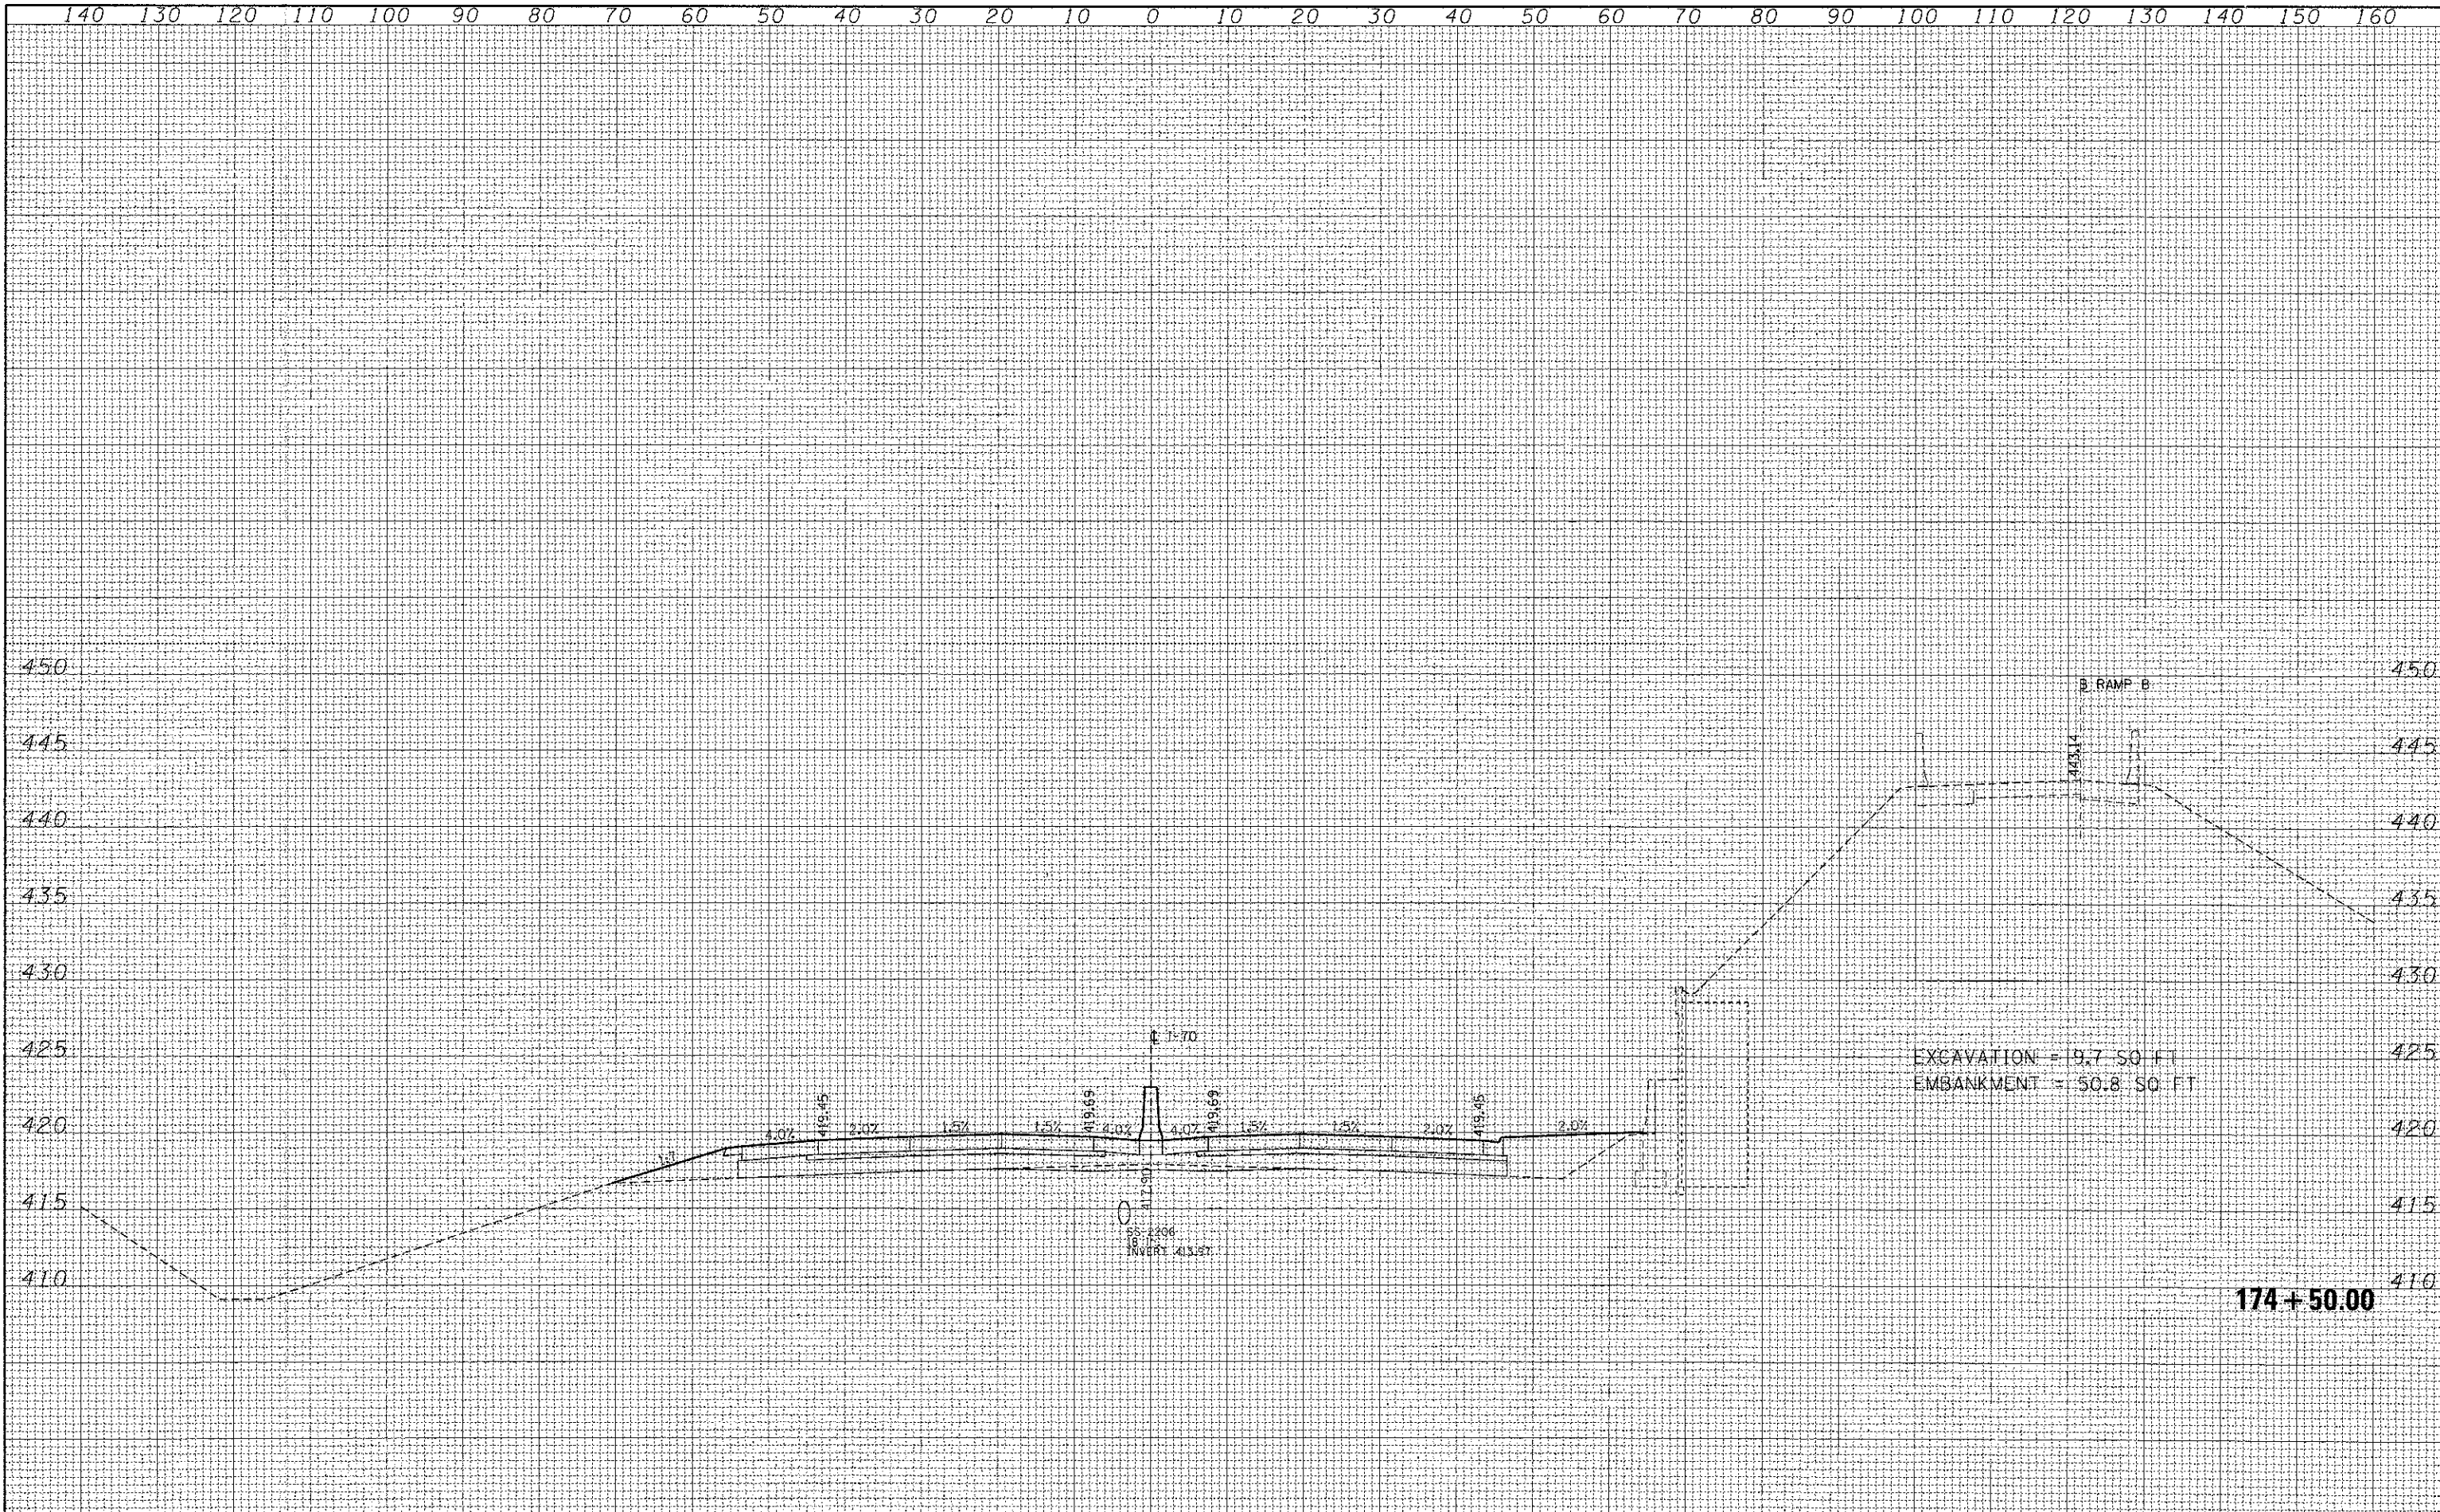 140 130 120 110 100 90 80 70 60 50 40 30 20 10 0 10 20 30 40 50 60 70 80 90 100 110 120 130 140 150 160
450 450
B RAMP B
445 443.14 445
440 440
435 435
430 430
℄ I-70
425 425
EXCAVATION = 9.7 SQ FT
EMBANKMENT = 50.8 SQ FT
419.45 419.69 419.69 419.45
420 420
4.0% 2.0% 1.5% 1.5% 4.0% 4.0% 1.5% 1.5% 2.0% 2.0%
417.90
415 415
SS 2206
INVERT 413.97
410 410
174+50.00